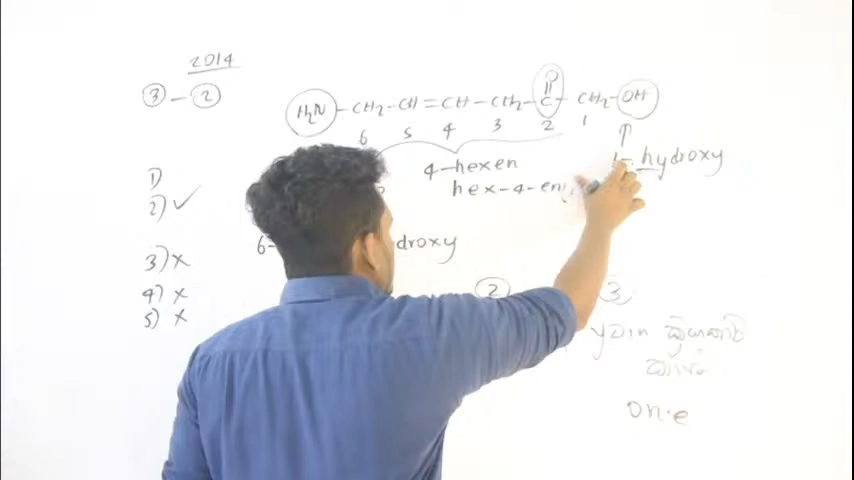 2014
3 - 2
O
H₂N - CH₂ - CH = CH - CH₂ - C - CH₂ - OH
6 5 4 3 2 1
1 - hydroxy
4-hexen
hex-4-en
1)
2) ✓
3) ×
4) ×
5) ×
6-
droxy
2 3
one